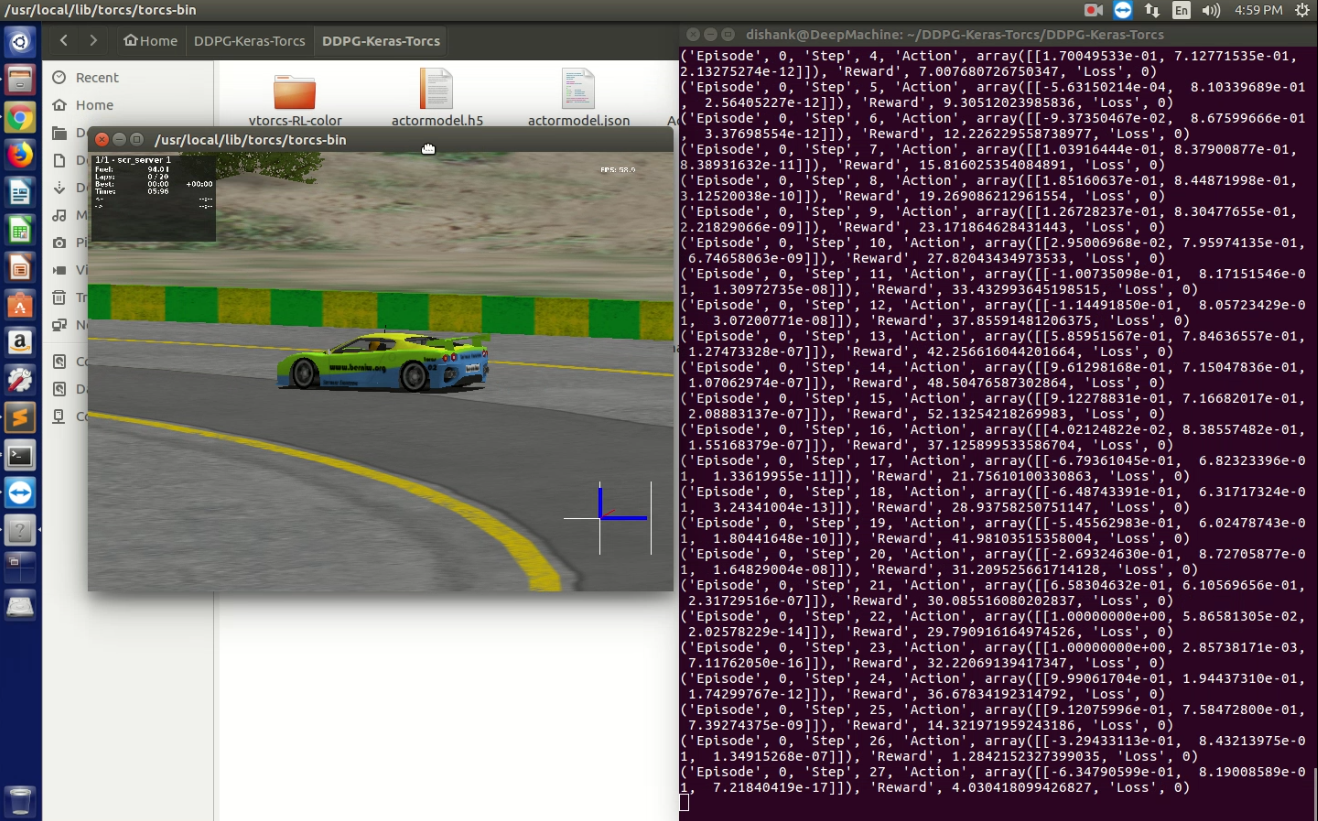 /usr/local/lib/torcs/torcs-bin
En
4:59 PM
Home
DDPG-Keras-Torcs
DDPG-Keras-Torcs
Recent
Home
vtorcs-RL-color
actormodel.h5
actormodel.json
/usr/local/lib/torcs/torcs-bin
1/1 - scr_server 1
Fuel: 94.0 l
Laps: 0 / 20
Best: 00:00 +00:00
Time: 05:96
<- --:--
-> --:--
www.berniw.org
dishank@DeepMachine: ~/DDPG-Keras-Torcs/DDPG-Keras-Torcs
('Episode', 0, 'Step', 4, 'Action', array([[1.70049533e-01, 7.12771535e-01,
2.13275274e-12]]), 'Reward', 7.007680726750347, 'Loss', 0)
('Episode', 0, 'Step', 5, 'Action', array([[-5.63150214e-04,  8.10339689e-01
,  2.56405227e-12]]), 'Reward', 9.30512023985836, 'Loss', 0)
('Episode', 0, 'Step', 6, 'Action', array([[-9.37350467e-02,  8.67599666e-01
,  3.37698554e-12]]), 'Reward', 12.226229558738977, 'Loss', 0)
('Episode', 0, 'Step', 7, 'Action', array([[1.03916444e-01, 8.37900877e-01,
8.38931632e-11]]), 'Reward', 15.816025354084891, 'Loss', 0)
('Episode', 0, 'Step', 8, 'Action', array([[1.85160637e-01, 8.44871998e-01,
3.12520038e-10]]), 'Reward', 19.269086212961554, 'Loss', 0)
('Episode', 0, 'Step', 9, 'Action', array([[1.26728237e-01, 8.30477655e-01,
2.21829066e-09]]), 'Reward', 23.171864628431443, 'Loss', 0)
('Episode', 0, 'Step', 10, 'Action', array([[2.95006968e-02, 7.95974135e-01,
6.74658063e-09]]), 'Reward', 27.82043434973533, 'Loss', 0)
('Episode', 0, 'Step', 11, 'Action', array([[-1.00735098e-01,  8.17151546e-0
1,  1.30972735e-08]]), 'Reward', 33.432993645198515, 'Loss', 0)
('Episode', 0, 'Step', 12, 'Action', array([[-1.14491850e-01,  8.05723429e-0
1,  3.07200771e-08]]), 'Reward', 37.85591481206375, 'Loss', 0)
('Episode', 0, 'Step', 13, 'Action', array([[5.85951567e-01, 7.84636557e-01,
1.27473328e-07]]), 'Reward', 42.256616044201664, 'Loss', 0)
('Episode', 0, 'Step', 14, 'Action', array([[9.61298168e-01, 7.15047836e-01,
1.07062974e-07]]), 'Reward', 48.50476587302864, 'Loss', 0)
('Episode', 0, 'Step', 15, 'Action', array([[9.12278831e-01, 7.16682017e-01,
2.08883137e-07]]), 'Reward', 52.13254218269983, 'Loss', 0)
('Episode', 0, 'Step', 16, 'Action', array([[4.02124822e-02, 8.38557482e-01,
1.55168379e-07]]), 'Reward', 37.125899533586704, 'Loss', 0)
('Episode', 0, 'Step', 17, 'Action', array([[-6.79361045e-01,  6.82323396e-0
1,  1.33619955e-11]]), 'Reward', 21.75610100330863, 'Loss', 0)
('Episode', 0, 'Step', 18, 'Action', array([[-6.48743391e-01,  6.31717324e-0
1,  3.24341004e-13]]), 'Reward', 28.93758250751147, 'Loss', 0)
('Episode', 0, 'Step', 19, 'Action', array([[-5.45562983e-01,  6.02478743e-0
1,  1.80441648e-10]]), 'Reward', 41.98103515358004, 'Loss', 0)
('Episode', 0, 'Step', 20, 'Action', array([[-2.69324630e-01,  8.72705877e-0
1,  1.64829004e-08]]), 'Reward', 31.209525661714128, 'Loss', 0)
('Episode', 0, 'Step', 21, 'Action', array([[6.58304632e-01, 6.10569656e-01,
2.31729516e-07]]), 'Reward', 30.085516080202837, 'Loss', 0)
('Episode', 0, 'Step', 22, 'Action', array([[1.00000000e+00, 5.86581305e-02,
2.02578229e-14]]), 'Reward', 29.790916164974526, 'Loss', 0)
('Episode', 0, 'Step', 23, 'Action', array([[1.00000000e+00, 2.85738171e-03,
7.11762050e-16]]), 'Reward', 32.22069139417347, 'Loss', 0)
('Episode', 0, 'Step', 24, 'Action', array([[9.99061704e-01, 1.94437310e-01,
1.74299767e-12]]), 'Reward', 36.67834192314792, 'Loss', 0)
('Episode', 0, 'Step', 25, 'Action', array([[9.12075996e-01, 7.58472800e-01,
7.39274375e-09]]), 'Reward', 14.321971959243186, 'Loss', 0)
('Episode', 0, 'Step', 26, 'Action', array([[-3.29433113e-01,  8.43213975e-0
1,  1.34915268e-07]]), 'Reward', 1.2842152327399035, 'Loss', 0)
('Episode', 0, 'Step', 27, 'Action', array([[-6.34790599e-01,  8.19008589e-0
1,  7.21840419e-17]]), 'Reward', 4.030418099426827, 'Loss', 0)